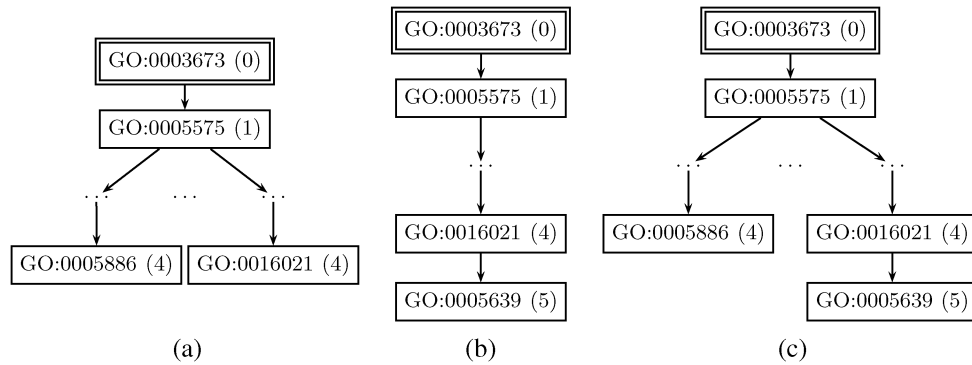 GO:0003673 (0)
GO:0005575 (1)
... ... ...
GO:0005886 (4) GO:0016021 (4)
(a)
GO:0003673 (0)
GO:0005575 (1)
...
GO:0016021 (4)
GO:0005639 (5)
(b)
GO:0003673 (0)
GO:0005575 (1)
... ... ...
GO:0005886 (4) GO:0016021 (4)
GO:0005639 (5)
(c)